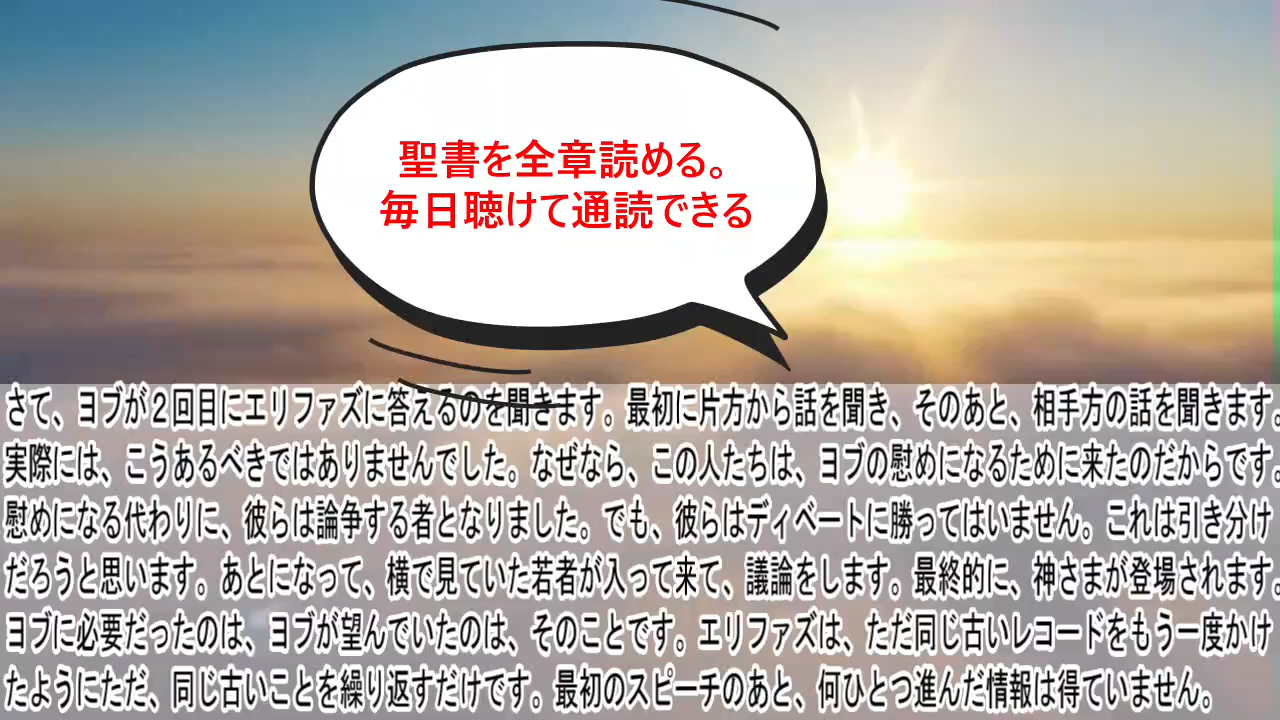 聖書を全章読める。
毎日聴けて通読できる
さて、ヨブが２回目にエリファズに答えるのを聞きます。最初に片方から話を聞き、そのあと、相手方の話を聞きます。
実際には、こうあるべきではありませんでした。なぜなら、この人たちは、ヨブの慰めになるために来たのだからです。
慰めになる代わりに、彼らは論争する者となりました。でも、彼らはディベートに勝ってはいません。これは引き分け
だろうと思います。あとになって、横で見ていた若者が入って来て、議論をします。最終的に、神さまが登場されます。
ヨブに必要だったのは、ヨブが望んでいたのは、そのことです。エリファズは、ただ同じ古いレコードをもう一度かけ
たようにただ、同じ古いことを繰り返すだけです。最初のスピーチのあと、何ひとつ進んだ情報は得ていません。